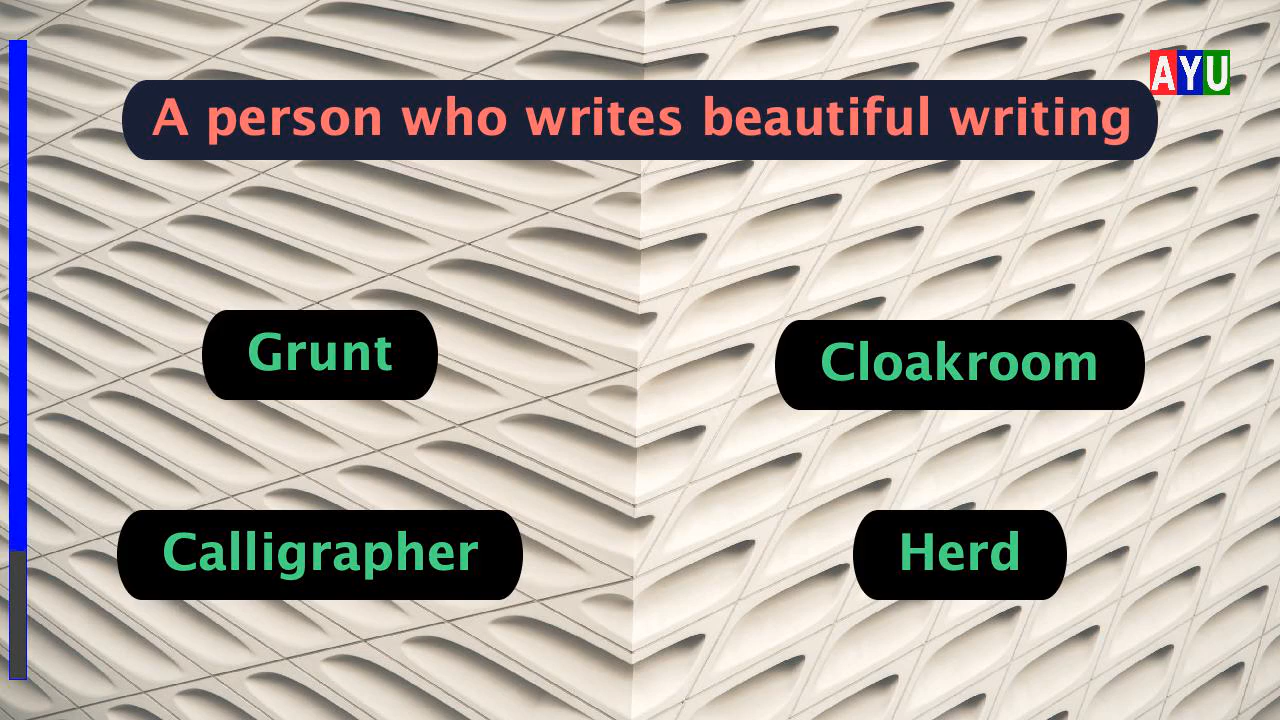 AYU
A person who writes beautiful writing
Grunt
Cloakroom
Calligrapher
Herd